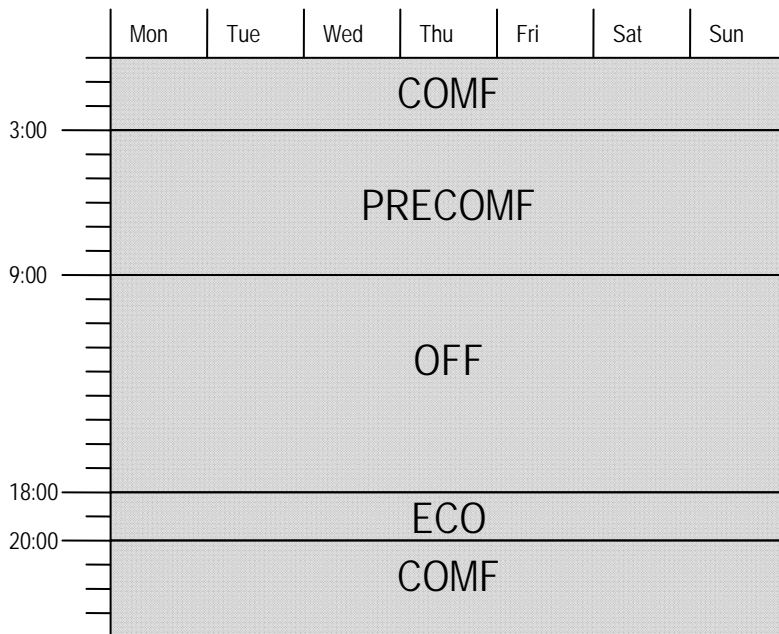 Mon Tue Wed Thu Fri Sat Sun
COMF
3:00
PRECOMF
9:00
OFF
18:00
ECO
20:00
COMF